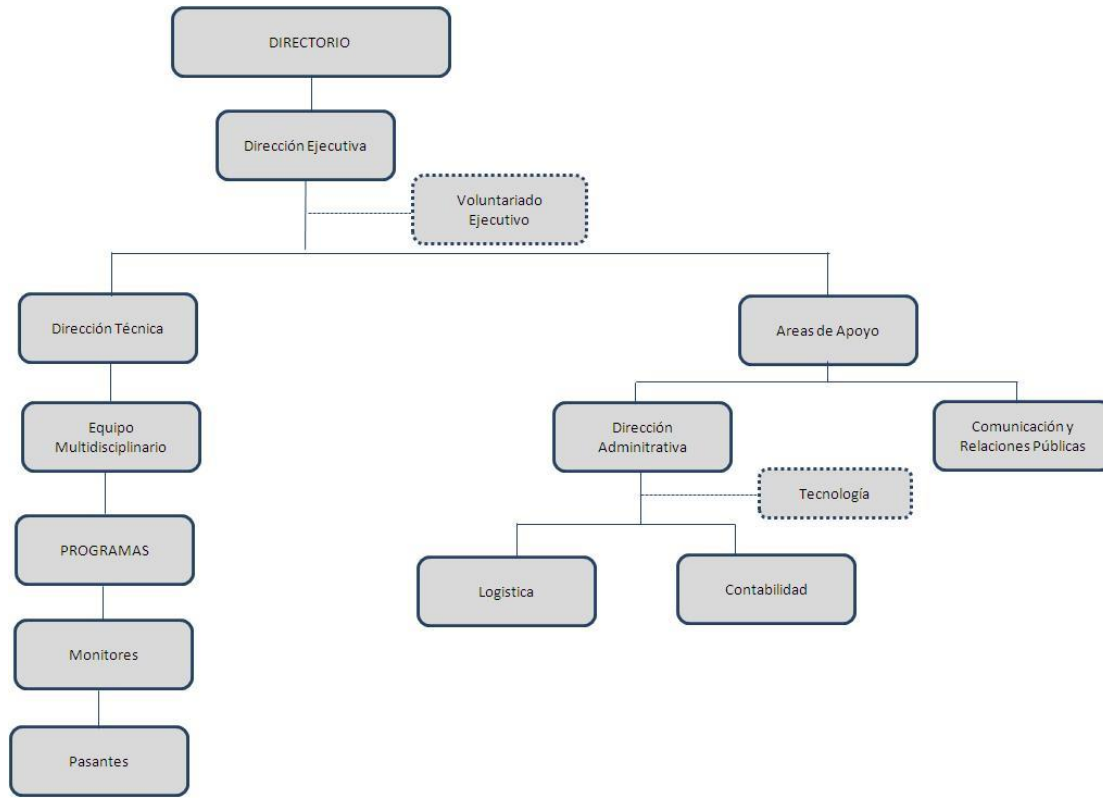 DIRECTORIO
Dirección Ejecutiva
Voluntariado
Ejecutivo
Dirección Técnica
Areas de Apoyo
Equipo
Multidisciplinario
Dirección
Adminitrativa
Comunicación y
Relaciones Públicas
Tecnología
PROGRAMAS
Logistica
Contabilidad
Monitores
Pasantes